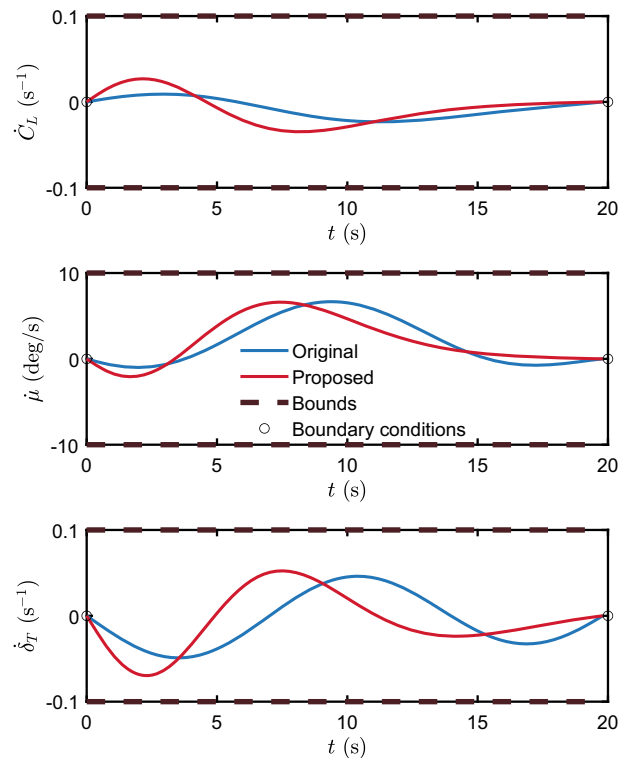 0.1
0
-0.1
Ċ_L (s⁻¹)
0 5 10 15 20
t (s)
10
0
-10
μ̇ (deg/s)
Original
Proposed
Bounds
Boundary conditions
0 5 10 15 20
t (s)
0.1
0
-0.1
δ̇_T (s⁻¹)
0 5 10 15 20
t (s)